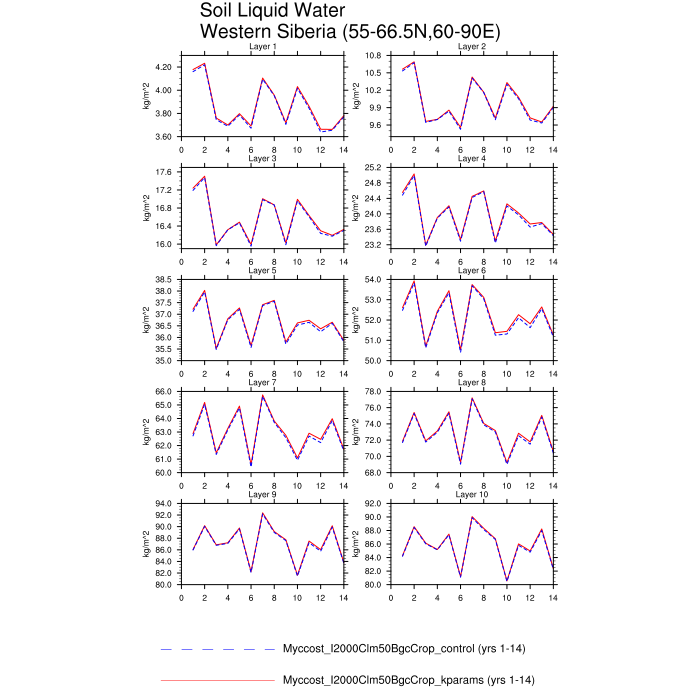 Soil Liquid Water
Western Siberia (55-66.5N,60-90E)
Layer 1
kg/m^2
4.20
4.00
3.80
3.60
0 2 4 6 8 10 12 14
Layer 2
10.8
10.5
10.2
9.9
9.6
0 2 4 6 8 10 12 14
Layer 3
kg/m^2
17.6
17.2
16.8
16.4
16.0
0 2 4 6 8 10 12 14
Layer 4
25.2
24.8
24.4
24.0
23.6
23.2
0 2 4 6 8 10 12 14
Layer 5
kg/m^2
38.5
38.0
37.5
37.0
36.5
36.0
35.5
35.0
0 2 4 6 8 10 12 14
Layer 6
54.0
53.0
52.0
51.0
50.0
0 2 4 6 8 10 12 14
Layer 7
kg/m^2
66.0
65.0
64.0
63.0
62.0
61.0
60.0
0 2 4 6 8 10 12 14
Layer 8
78.0
76.0
74.0
72.0
70.0
68.0
0 2 4 6 8 10 12 14
Layer 9
kg/m^2
94.0
92.0
90.0
88.0
86.0
84.0
82.0
80.0
0 2 4 6 8 10 12 14
Layer 10
92.0
90.0
88.0
86.0
84.0
82.0
80.0
0 2 4 6 8 10 12 14
Myccost_I2000Clm50BgcCrop_control (yrs 1-14)
Myccost_I2000Clm50BgcCrop_kparams (yrs 1-14)